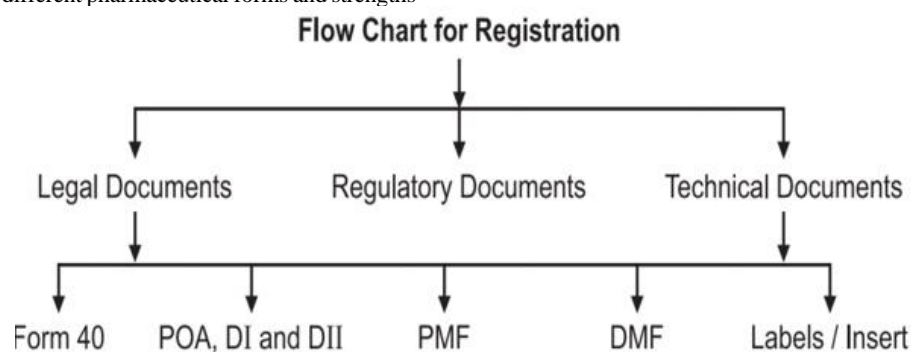 different pharmaceutical forms and strengths
Flow Chart for Registration
Legal Documents Regulatory Documents Technical Documents
Form 40 POA, DI and DII PMF DMF Labels / Insert